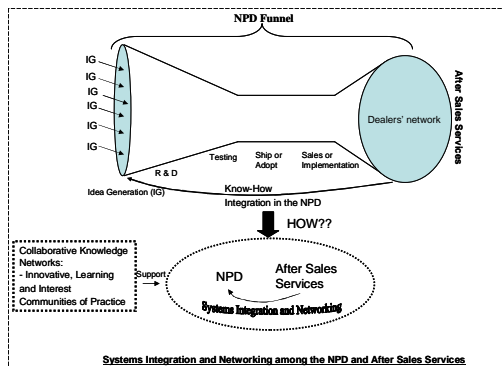 NPD Funnel
IG
IG
IG
IG
IG
IG
Dealers' network
After Sales Services
Testing
Ship or
Adopt
Sales or
Implementation
R & D
Idea Generation (IG)
Know-How
Integration in the NPD
HOW??
Collaborative Knowledge
Networks:
- Innovative, Learning
and Interest
Communities of Practice
Support
NPD
After Sales
Services
Systems Integration and Networking
Systems Integration and Networking among the NPD and After Sales Services